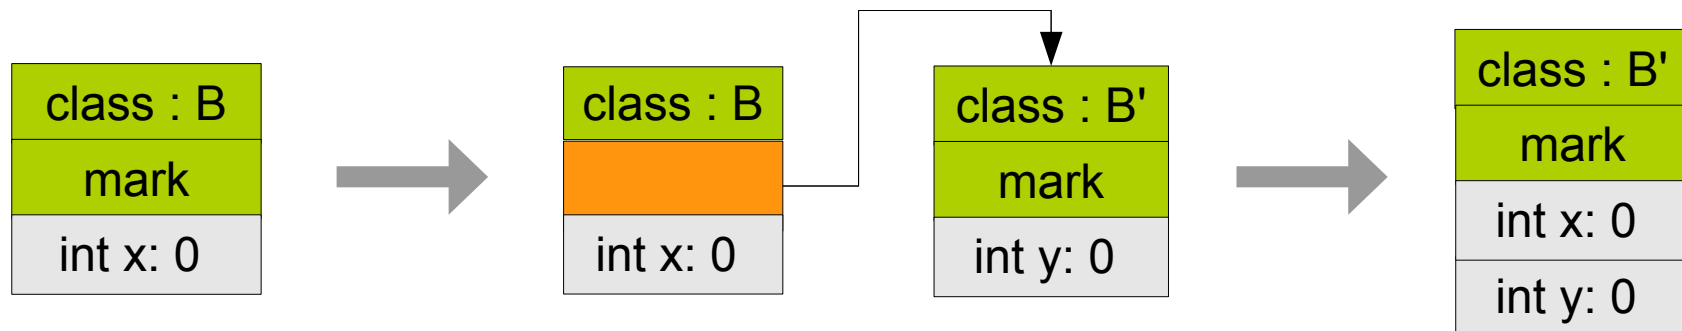 class : B
mark
int x: 0
class : B
int x: 0
class : B'
mark
int y: 0
class : B'
mark
int x: 0
int y: 0